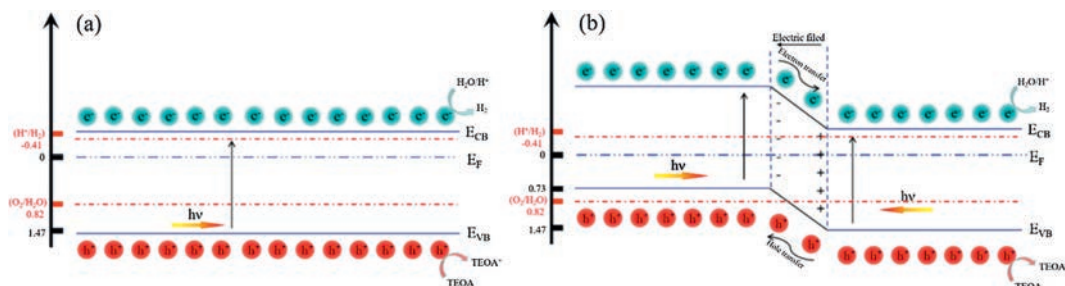 (a)
e⁻ e⁻ e⁻ e⁻ e⁻ e⁻ e⁻ e⁻ e⁻ e⁻ e⁻ e⁻ e⁻ e⁻
H₂O/H⁺
H₂
(H⁺/H₂)
-0.41
E_CB
0
E_F
(O₂/H₂O)
0.82
hν
1.47
E_VB
h⁺ h⁺ h⁺ h⁺ h⁺ h⁺ h⁺ h⁺ h⁺ h⁺ h⁺ h⁺ h⁺ h⁺
TEOA⁺
TEOA
(b)
Electric filed
Electron transfer
e⁻ e⁻ e⁻ e⁻ e⁻ e⁻ e⁻
e⁻
e⁻
e⁻ e⁻ e⁻ e⁻ e⁻ e⁻ e⁻
H₂O/H⁺
H₂
(H⁺/H₂)
-0.41
E_CB
0
E_F
hν
0.73
(O₂/H₂O)
0.82
hν
1.47
E_VB
h⁺ h⁺ h⁺ h⁺ h⁺ h⁺ h⁺
h⁺
h⁺
Hole transfer
h⁺ h⁺ h⁺ h⁺ h⁺ h⁺ h⁺
TEOA⁺
TEOA